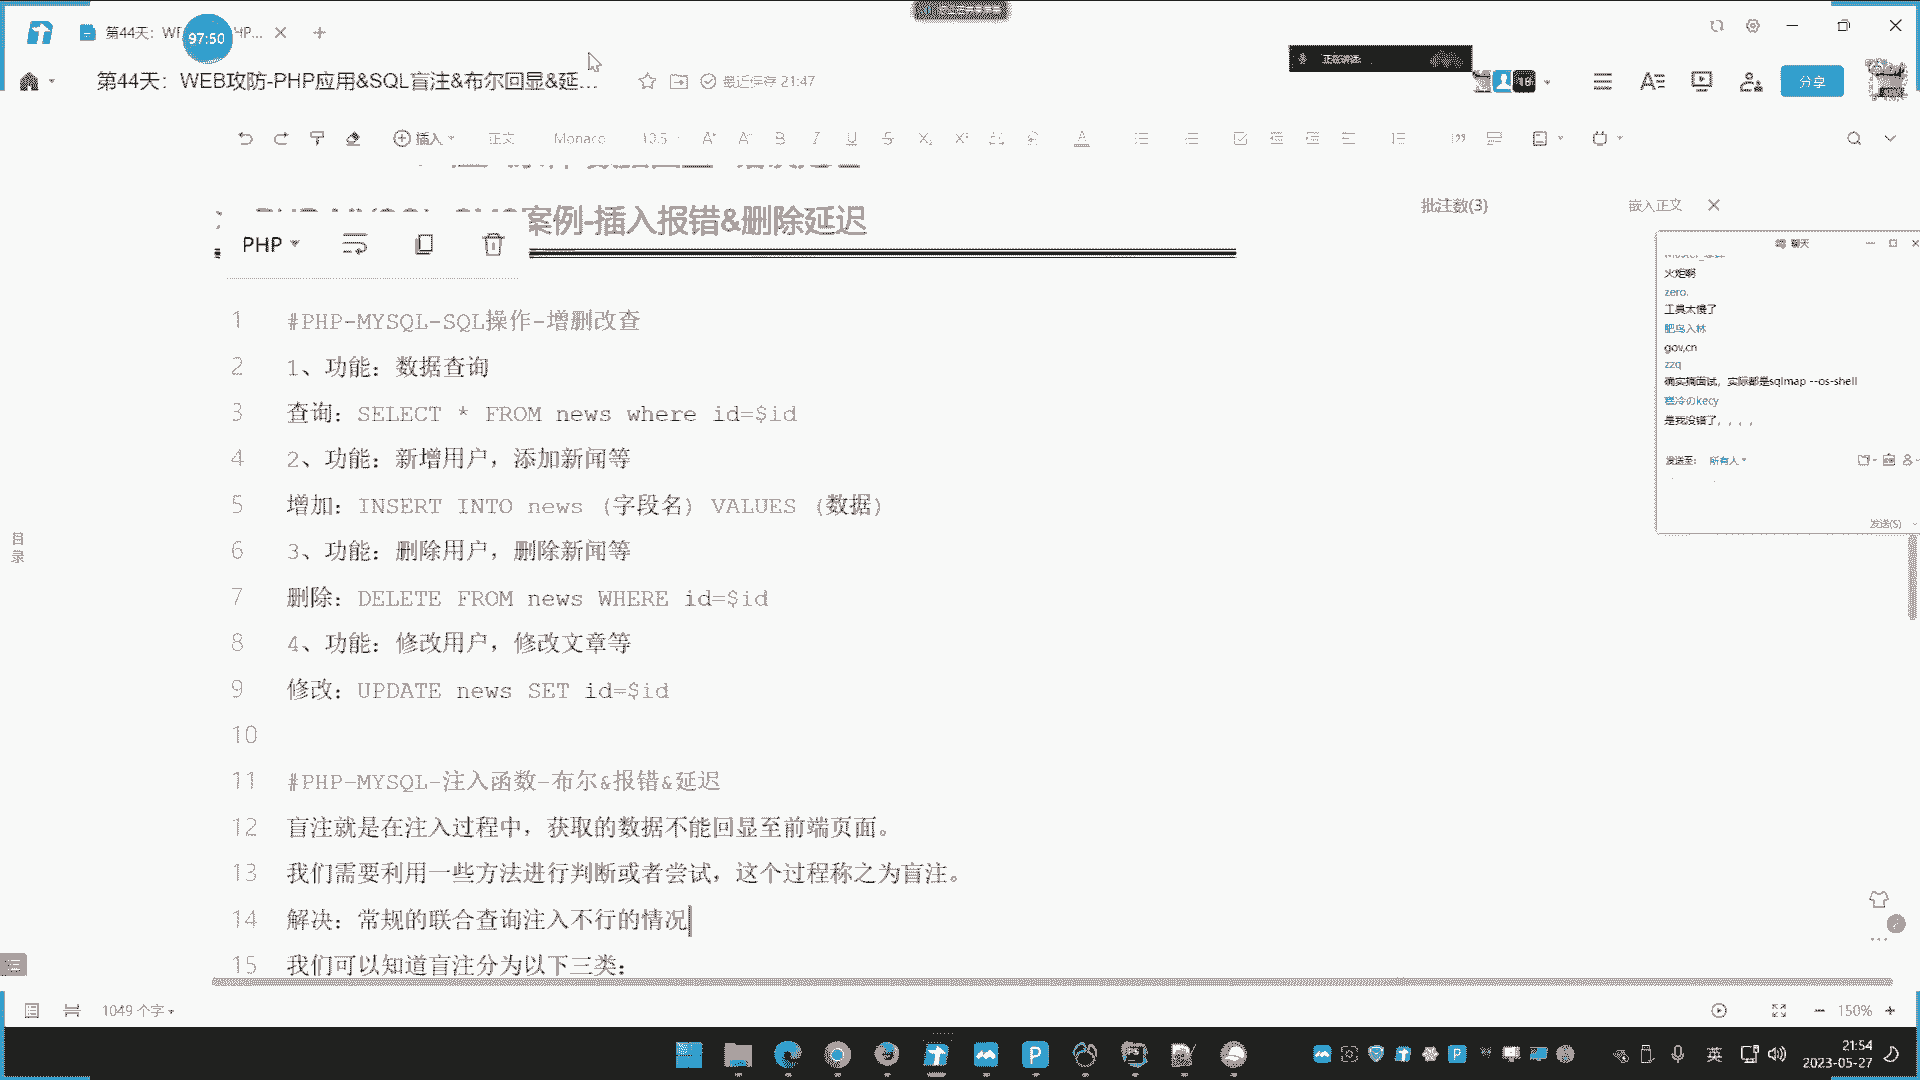 第44天：WE
97:50
HP...
第44天：WEB攻防-PHP应用&SQL盲注&布尔回显&延...
最近保存 21:47
16
分享
插入
正文
Monaco
10.5
案例-插入报错&删除延迟
批注数(3)
嵌入正文
PHP
聊天
火炬啊
zero.
工具太慢了
肥鸟入林
gov,cn
zzq
确实搞面试，实际都是sqlmap --os-shell
是我没错了，，，，
发送至：
所有人
发送(S)
1 #PHP-MYSQL-SQL操作-增删改查
2 1、功能：数据查询
3 查询：SELECT * FROM news where id=$id
4 2、功能：新增用户，添加新闻等
5 增加：INSERT INTO news (字段名) VALUES (数据)
6 3、功能：删除用户，删除新闻等
7 删除：DELETE FROM news WHERE id=$id
8 4、功能：修改用户，修改文章等
9 修改：UPDATE news SET id=$id
10
11 #PHP-MYSQL-注入函数-布尔&报错&延迟
12 盲注就是在注入过程中，获取的数据不能回显至前端页面。
13 我们需要利用一些方法进行判断或者尝试，这个过程称之为盲注。
14 解决：常规的联合查询注入不行的情况
15 我们可以知道盲注分为以下三类：
目录
1049 个字
150%
英
21:54
2023-05-27